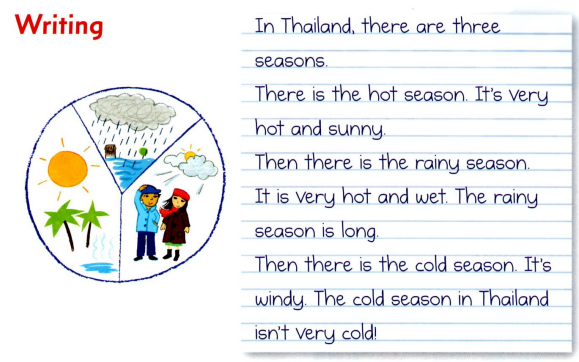 Writing
In Thailand, there are three
seasons.
There is the hot season. It's very
hot and sunny.
Then there is the rainy season.
It is very hot and wet. The rainy
season is long.
Then there is the cold season. It's
windy. The cold season in Thailand
isn't very cold!